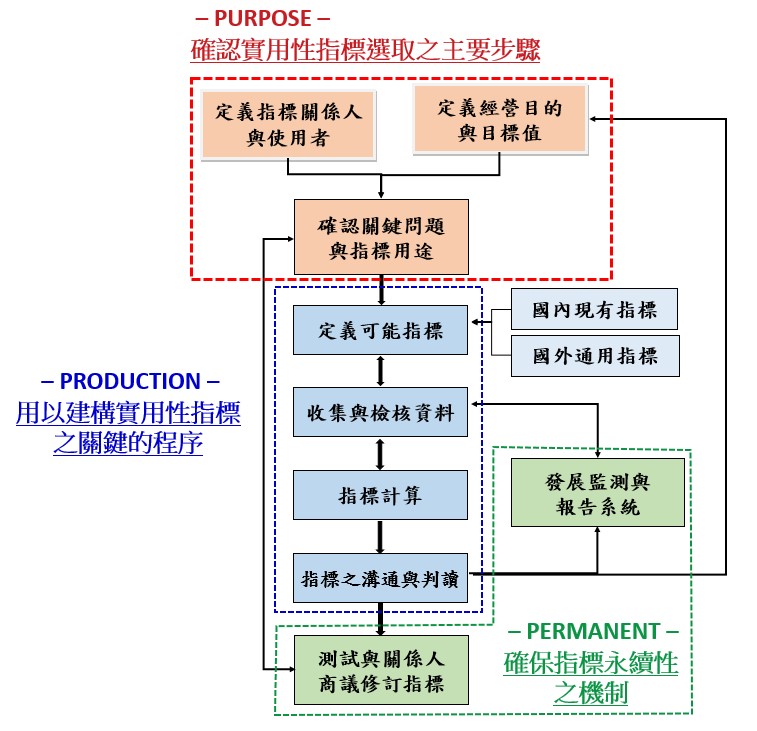 – PURPOSE –
確認實用性指標選取之主要步驟
定義指標關係人
與使用者
定義經營目的
與目標值
確認關鍵問題
與指標用途
– PRODUCTION –
用以建構實用性指標
之關鍵的程序
定義可能指標
國內現有指標
國外通用指標
收集與檢核資料
指標計算
指標之溝通與判讀
發展監測與
報告系統
– PERMANENT –
確保指標永續性
之機制
測試與關係人
商議修訂指標